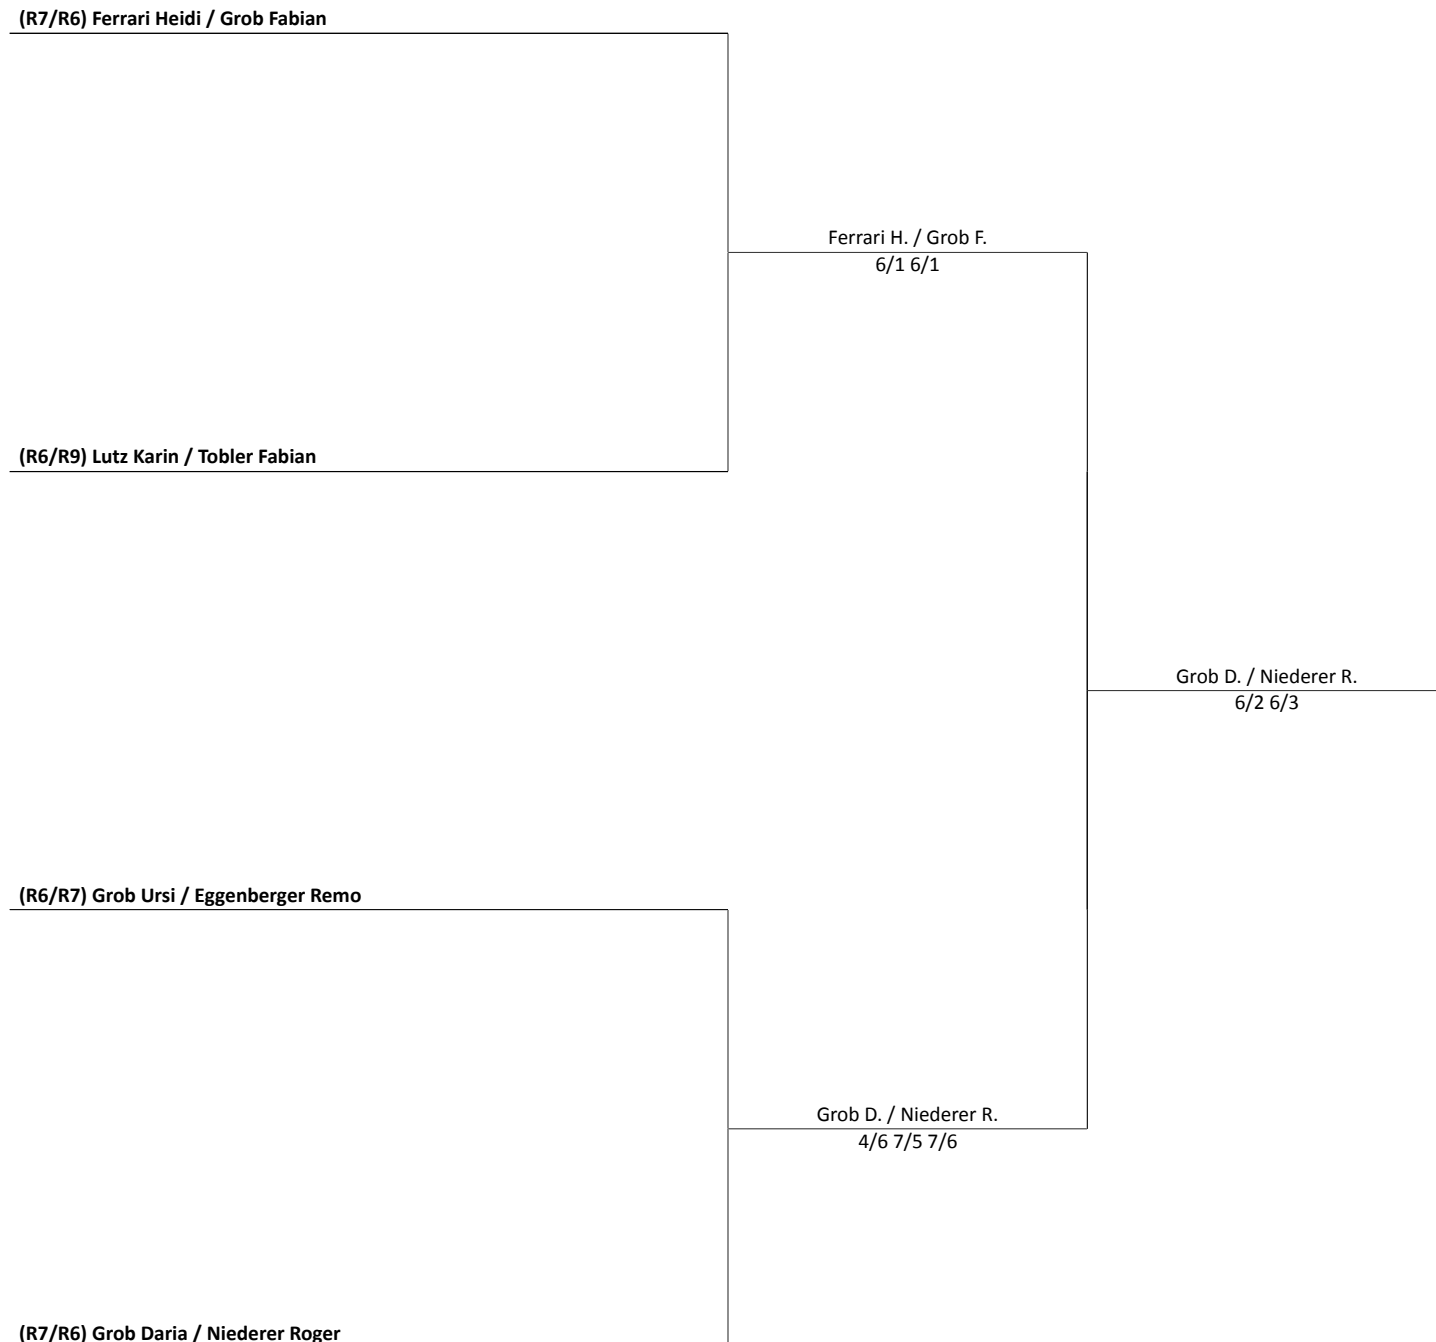 (R7/R6) Ferrari Heidi / Grob Fabian
Ferrari H. / Grob F.
6/1 6/1
(R6/R9) Lutz Karin / Tobler Fabian
Grob D. / Niederer R.
6/2 6/3
(R6/R7) Grob Ursi / Eggenberger Remo
Grob D. / Niederer R.
4/6 7/5 7/6
(R7/R6) Grob Daria / Niederer Roger